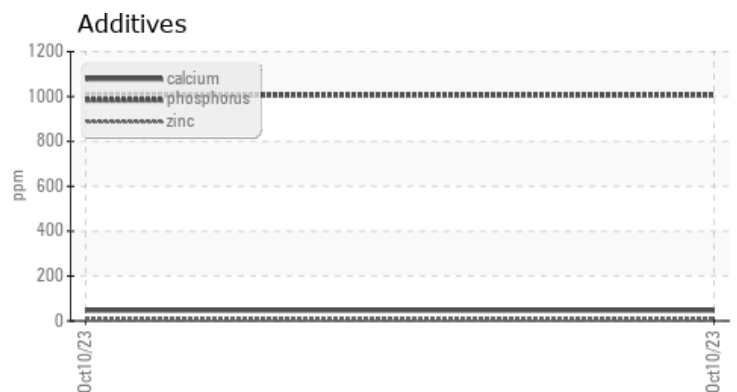 Additives
1200
1000
800
600
400
200
0
ppm
calcium
phosphorus
zinc
Oct10/23
Oct10/23